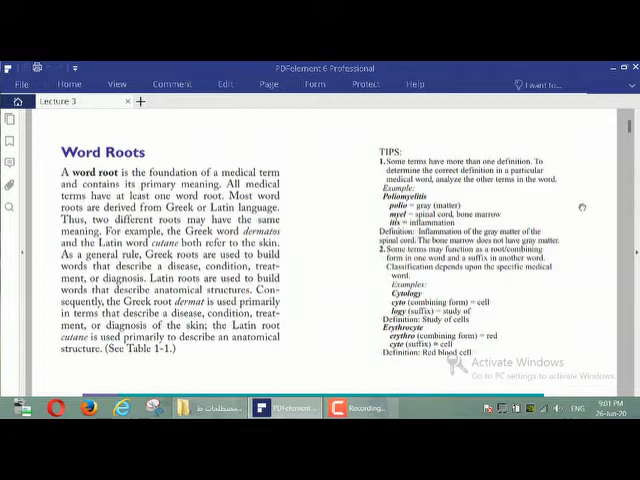 PDFelement 6 Professional
File Home View Comment Edit Page Form Protect Help I want to...
Lecture 3
Word Roots
A word root is the foundation of a medical term
and contains its primary meaning. All medical
terms have at least one word root. Most word
roots are derived from Greek or Latin language.
Thus, two different roots may have the same
meaning. For example, the Greek word dermatos
and the Latin word cutane both refer to the skin.
As a general rule, Greek roots are used to build
words that describe a disease, condition, treat-
ment, or diagnosis. Latin roots are used to build
words that describe anatomical structures. Con-
sequently, the Greek root dermat is used primarily
in terms that describe a disease, condition, treat-
ment, or diagnosis of the skin; the Latin root
cutane is used primarily to describe an anatomical
structure. (See Table 1-1.)
TIPS:
1. Some terms have more than one definition. To
determine the correct definition in a particular
medical word, analyze the other terms in the word.
Example:
Poliomyelitis
polio = gray (matter)
myel = spinal cord, bone marrow
itis = inflammation
Definition: Inflammation of the gray matter of the
spinal cord. The bone marrow does not have gray matter.
2. Some terms may function as a root/combining
form in one word and a suffix in another word.
Classification depends upon the specific medical
word.
Examples:
Cytology
cyto (combining form) = cell
logy (suffix) = study of
Definition: Study of cells
Erythrocyte
erythro (combining form) = red
cyte (suffix) = cell
Definition: Red blood cell
Activate Windows
Go to PC settings to activate Windows.
مصطلحات ط
PDFelement...
Recording...
ENG
9:01 PM
26-Jun-20